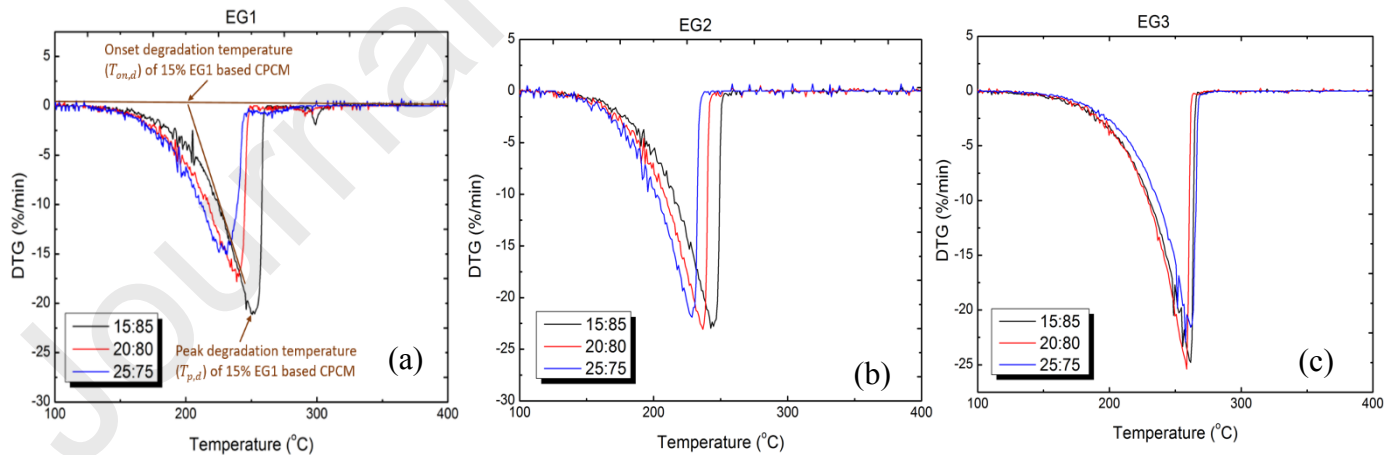 Journal
EG1
5
0
-5
-10
-15
-20
-25
-30
DTG (%/min)
Onset degradation temperature
(T_{on,d}) of 15% EG1 based CPCM
15:85
20:80
25:75
Peak degradation temperature
(T_{p,d}) of 15% EG1 based CPCM
(a)
100
200
300
400
Temperature (°C)
EG2
5
0
-5
-10
-15
-20
-25
-30
DTG (%/min)
15:85
20:80
25:75
(b)
100
200
300
400
Temperature (°C)
EG3
5
0
-5
-10
-15
-20
-25
DTG (%/min)
15:85
20:80
25:75
(c)
100
200
300
400
Temperature (°C)